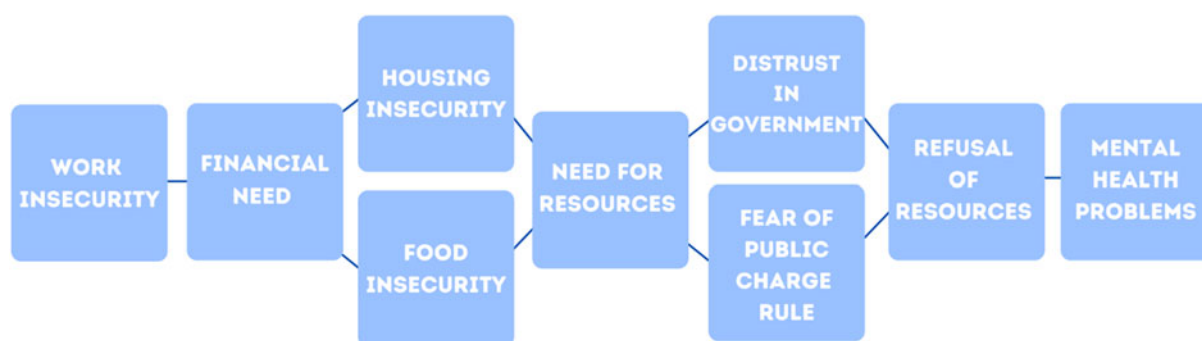 WORK
INSECURITY
FINANCIAL
NEED
HOUSING
INSECURITY
FOOD
INSECURITY
NEED FOR
RESOURCES
DISTRUST
IN
GOVERNMENT
FEAR OF
PUBLIC
CHARGE
RULE
REFUSAL
OF
RESOURCES
MENTAL
HEALTH
PROBLEMS